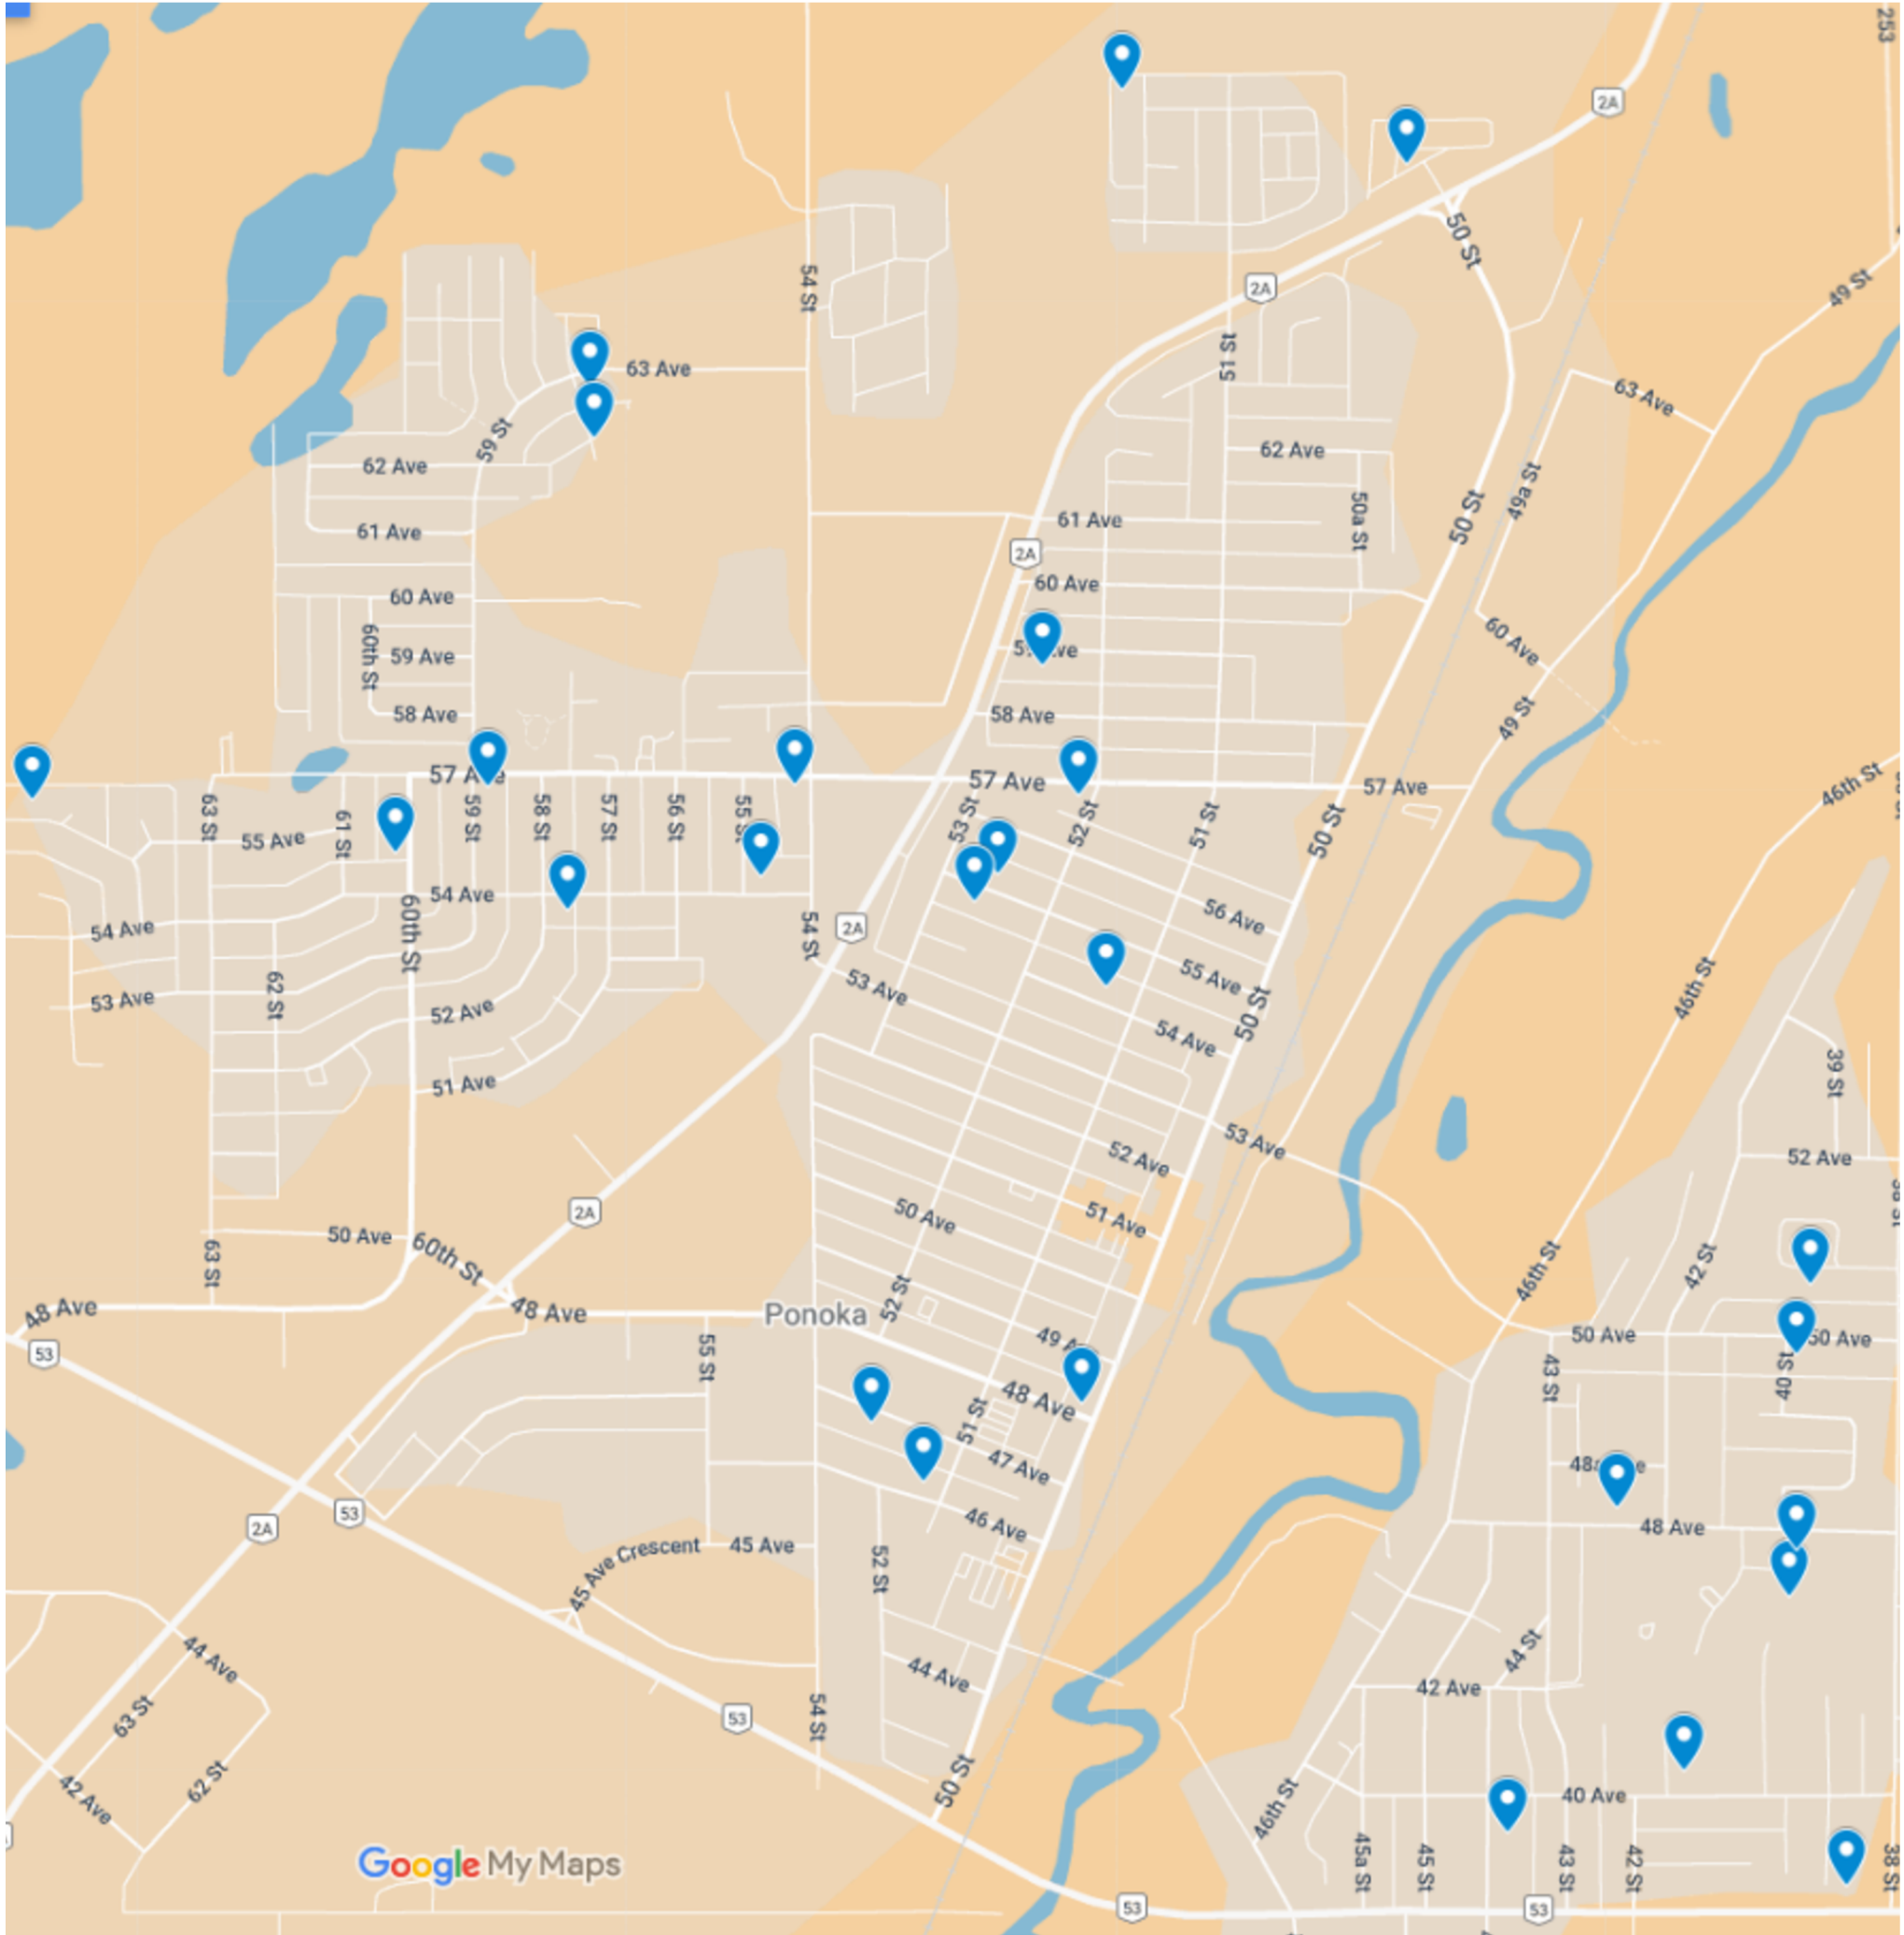 253
2A
50 St
54 St
2A
49 St
51 St
63 Ave
63 Ave
59 St
62 Ave
62 Ave
49a St
50a St
50 St
61 Ave
61 Ave
2A
60 Ave
60 Ave
60th St
60 Ave
59 Ave
58 Ave
58 Ave
49 St
57 Ave
57 Ave
46th St
63 St
61 St
59 St
58 St
57 St
56 St
53 St
52 St
51 St
50 St
55 Ave
54 Ave
54 Ave
60th St
54 St
2A
56 Ave
55 Ave
53 Ave
62 St
52 Ave
53 Ave
50 St
54 Ave
46th St
39 St
51 Ave
53 Ave
52 Ave
52 Ave
2A
50 Ave
51 Ave
50 Ave
60th St
63 St
46th St
42 St
48 Ave
48 Ave
Ponoka
52 St
50 Ave
50 Ave
53
55 St
48 Ave
43 St
40 St
51 St
47 Ave
53
2A
46 Ave
48 Ave
45 Ave Crescent
45 Ave
52 St
44 Ave
44 St
44 Ave
42 Ave
63 St
53
54 St
62 St
42 Ave
50 St
46th St
40 Ave
Google My Maps
45a St
45 St
43 St
42 St
38 St
53
53